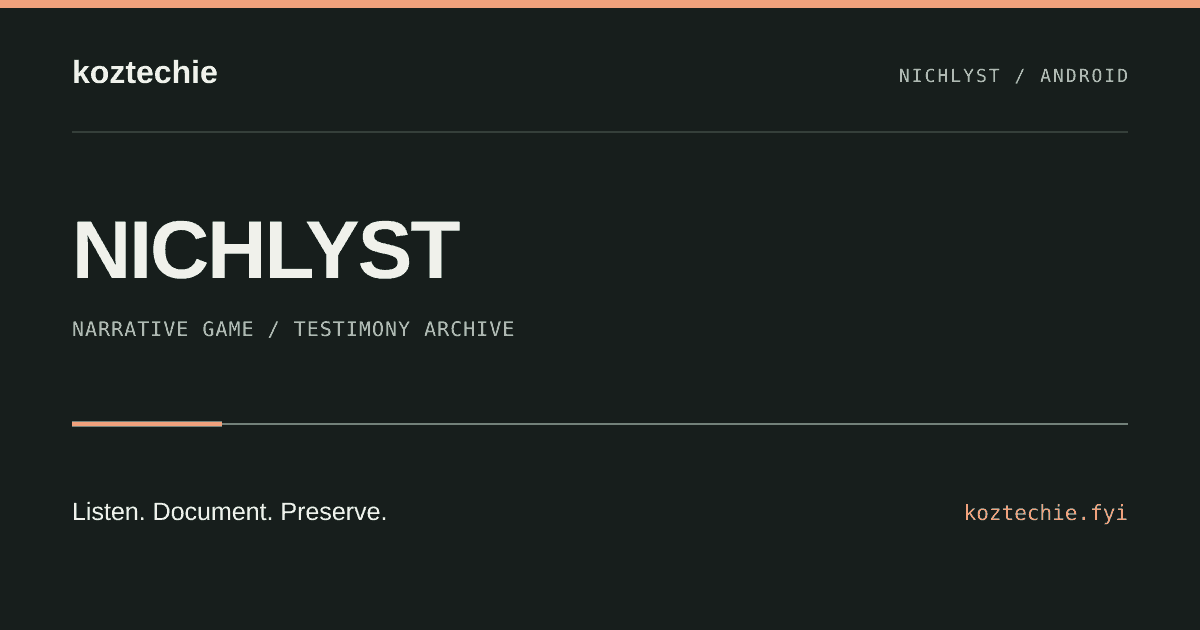 koztechie
NICHLYST / ANDROID
NICHLYST
NARRATIVE GAME / TESTIMONY ARCHIVE
Listen. Document. Preserve.
koztechie.fyi